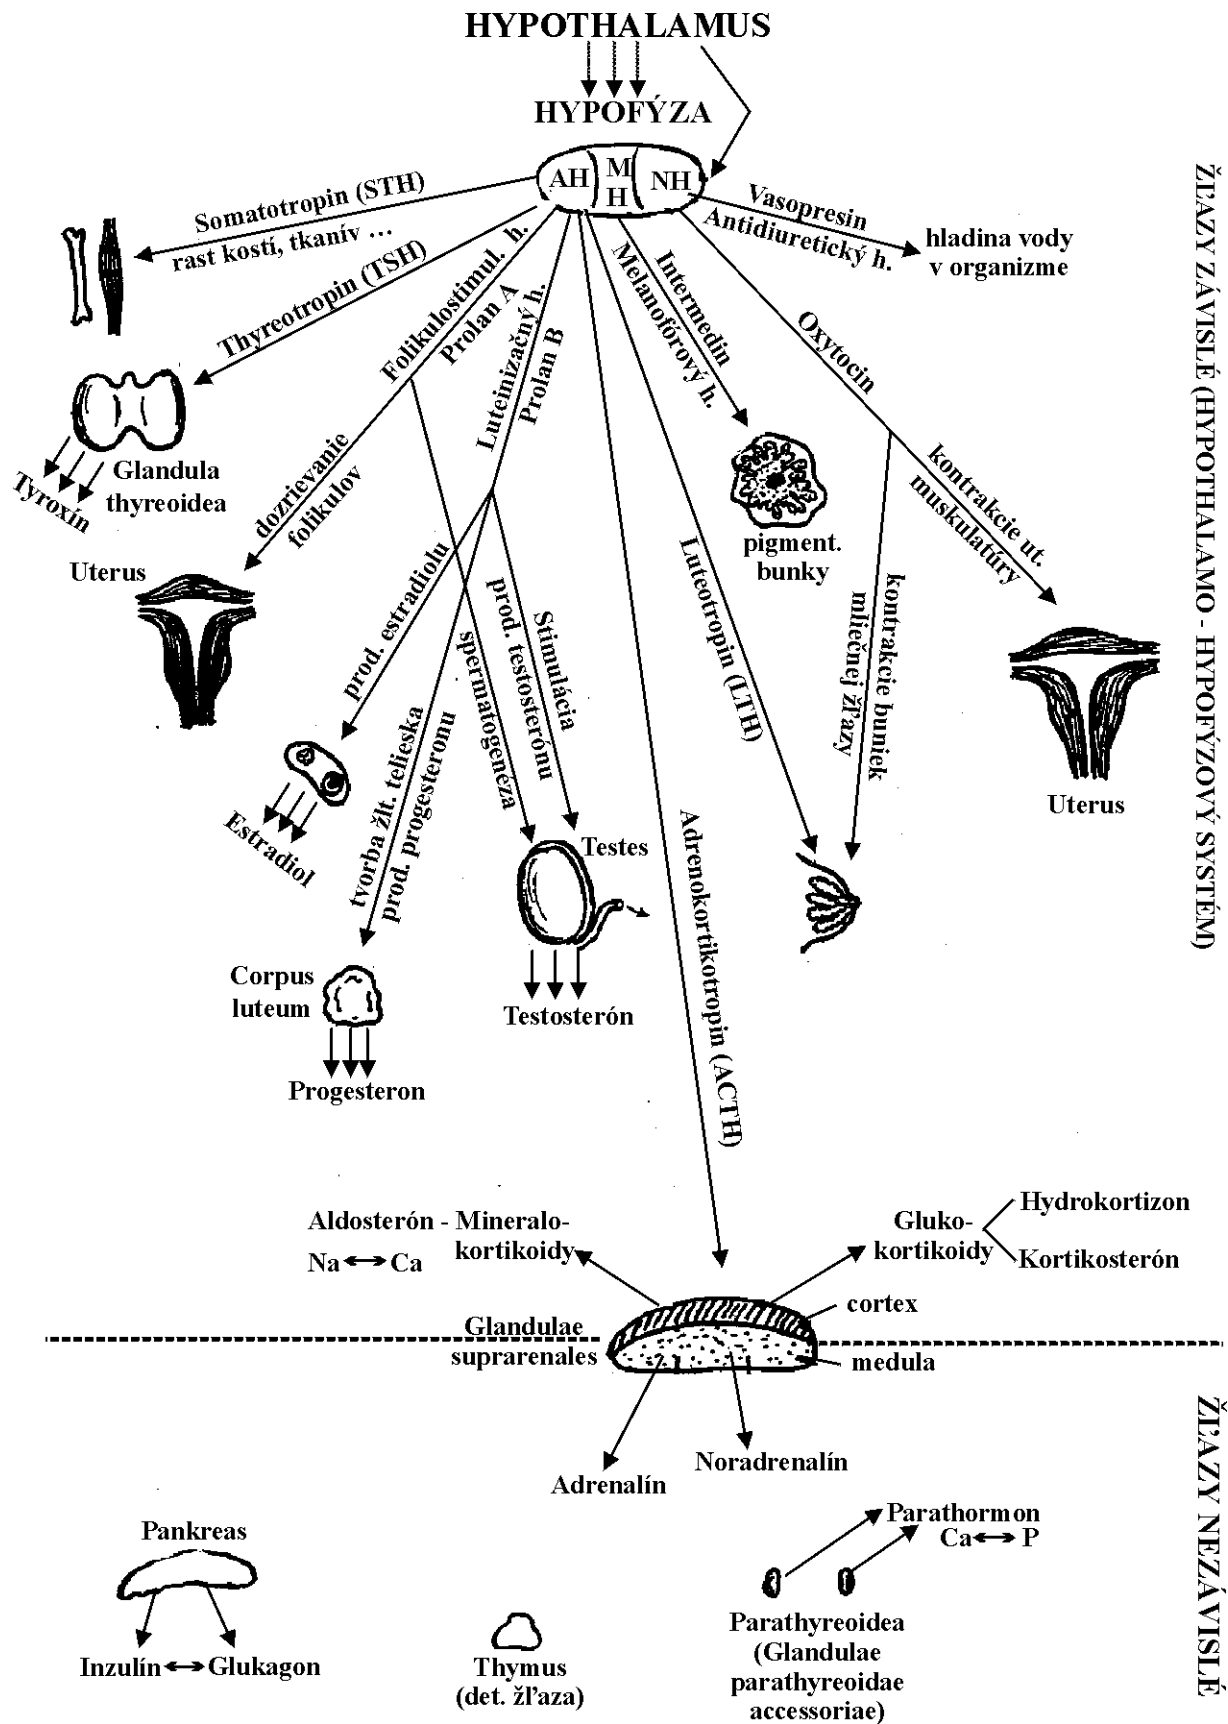 HYPOTHALAMUS
HYPOFÝZA
AH
M
H
NH
Somatotropin (STH)
rast kostí, tkanív ...
Thyreotropin (TSH)
Folikulostimul. h.
Prolan A
Luteinizačný h.
Prolan B
Intermedin
Melanofórový h.
Vasopresin
Antidiuretický h.
hladina vody
v organizme
Oxytocin
Glandula
thyreoidea
Tyroxín
dozrievanie
folikulov
Uterus
pigment.
bunky
kontrakcie ut.
muskulatúry
Uterus
prod. estradiolu
spermatogenéza
Stimulácia
prod. testosterónu
Luteotropin (LTH)
kontrakcie buniek
mliečnej žľazy
Estradiol
tvorba žlt. telieska
prod. progesteronu
Testes
Testosterón
Corpus
luteum
Progesteron
Adrenokortikotropin (ACTH)
Aldosterón - Mineralo-
kortikoidy
Na ↔ Ca
Gluko-
kortikoidy
Hydrokortizon
Kortikosterón
cortex
Glandulae
suprarenales
medula
Adrenalín
Noradrenalín
Pankreas
Inzulín ↔ Glukagon
Thymus
(det. žľaza)
Parathormon
Ca ↔ P
Parathyreoidea
(Glandulae
parathyreoidae
accessoriae)
ŽĽAZY ZÁVISLÉ (HYPOTHALAMO - HYPOFÝZOVÝ SYSTÉM)
ŽĽAZY NEZÁVISLÉ